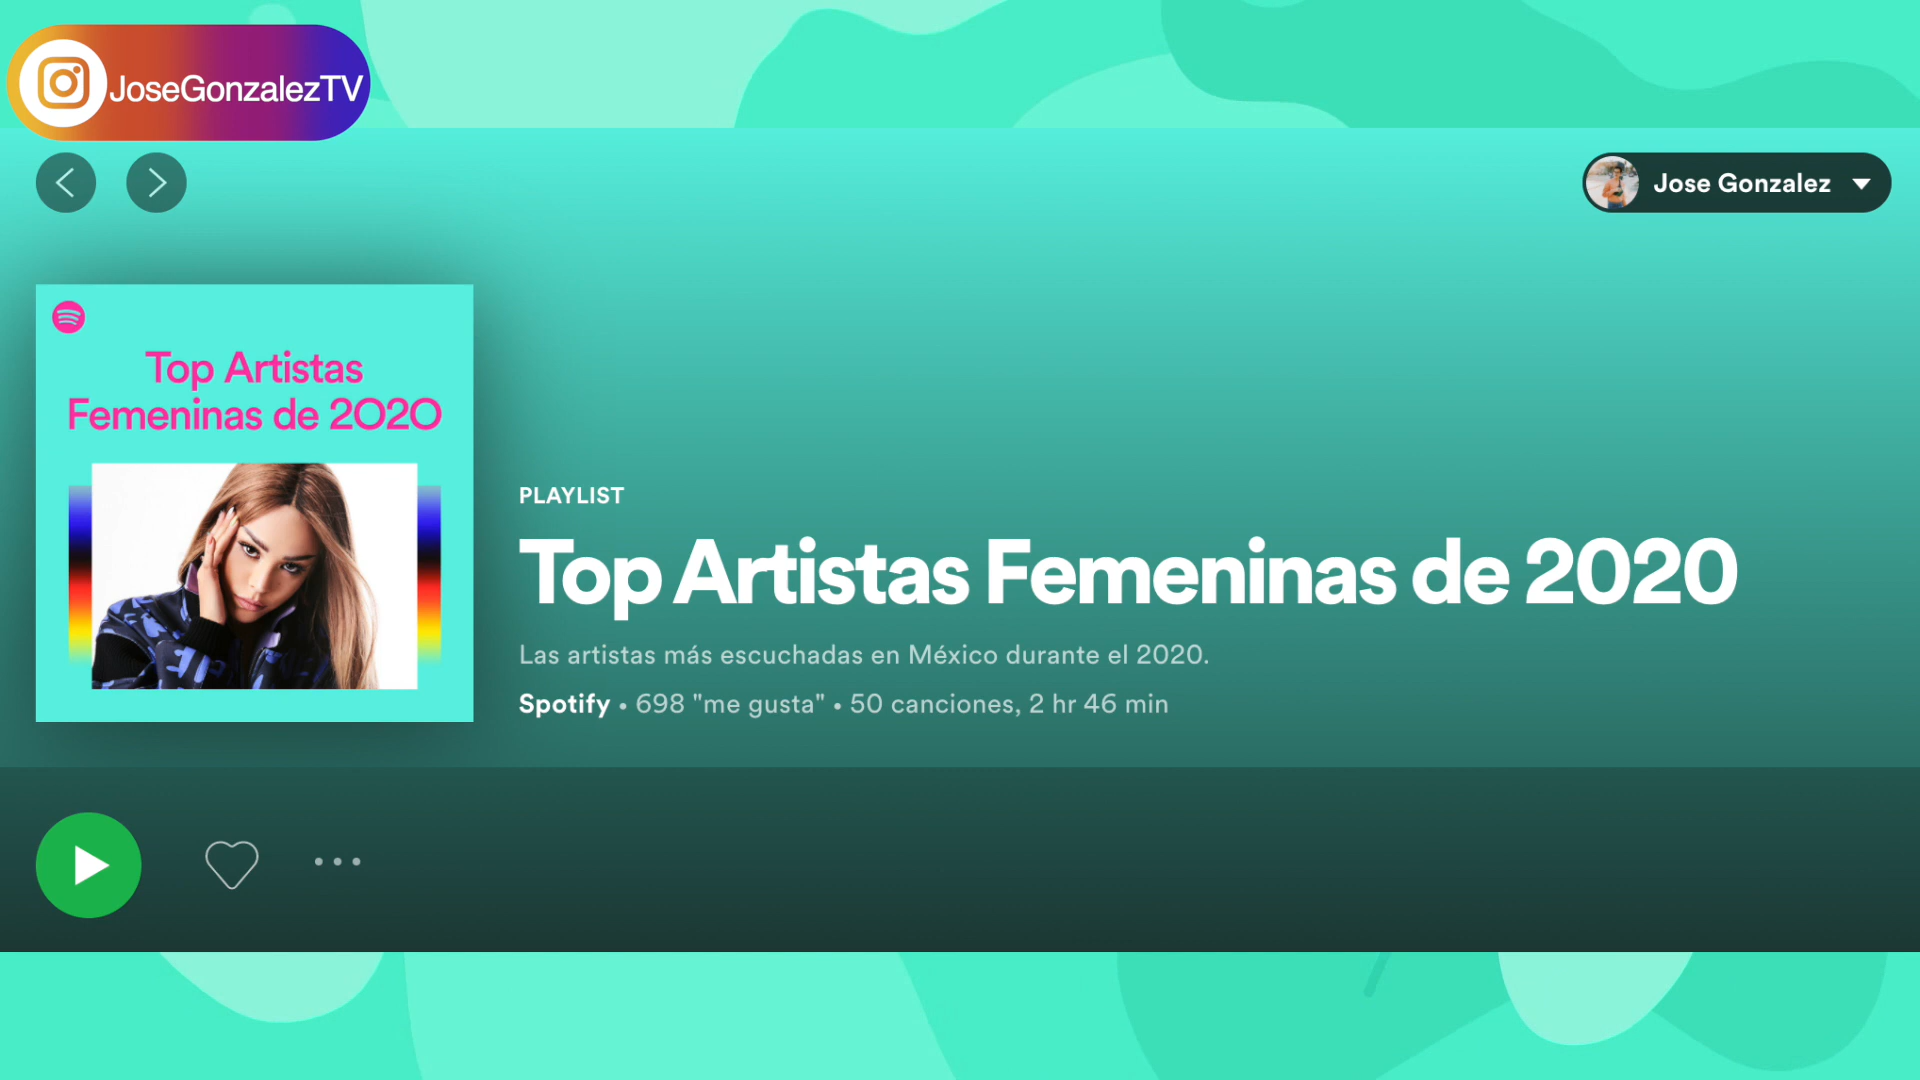 JoseGonzalezTV
Jose Gonzalez
Top Artistas
Femeninas de 2020
PLAYLIST
Top Artistas Femeninas de 2020
Las artistas más escuchadas en México durante el 2020.
Spotify • 698 "me gusta" • 50 canciones, 2 hr 46 min